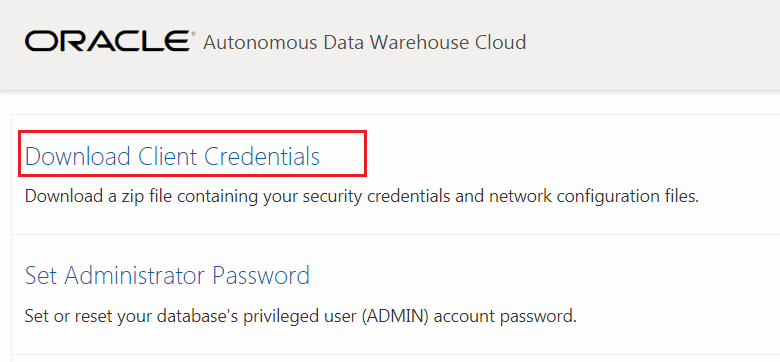 ORACLE Autonomous Data Warehouse Cloud
Download Client Credentials
Download a zip file containing your security credentials and network configuration files.
Set Administrator Password
Set or reset your database's privileged user (ADMIN) account password.